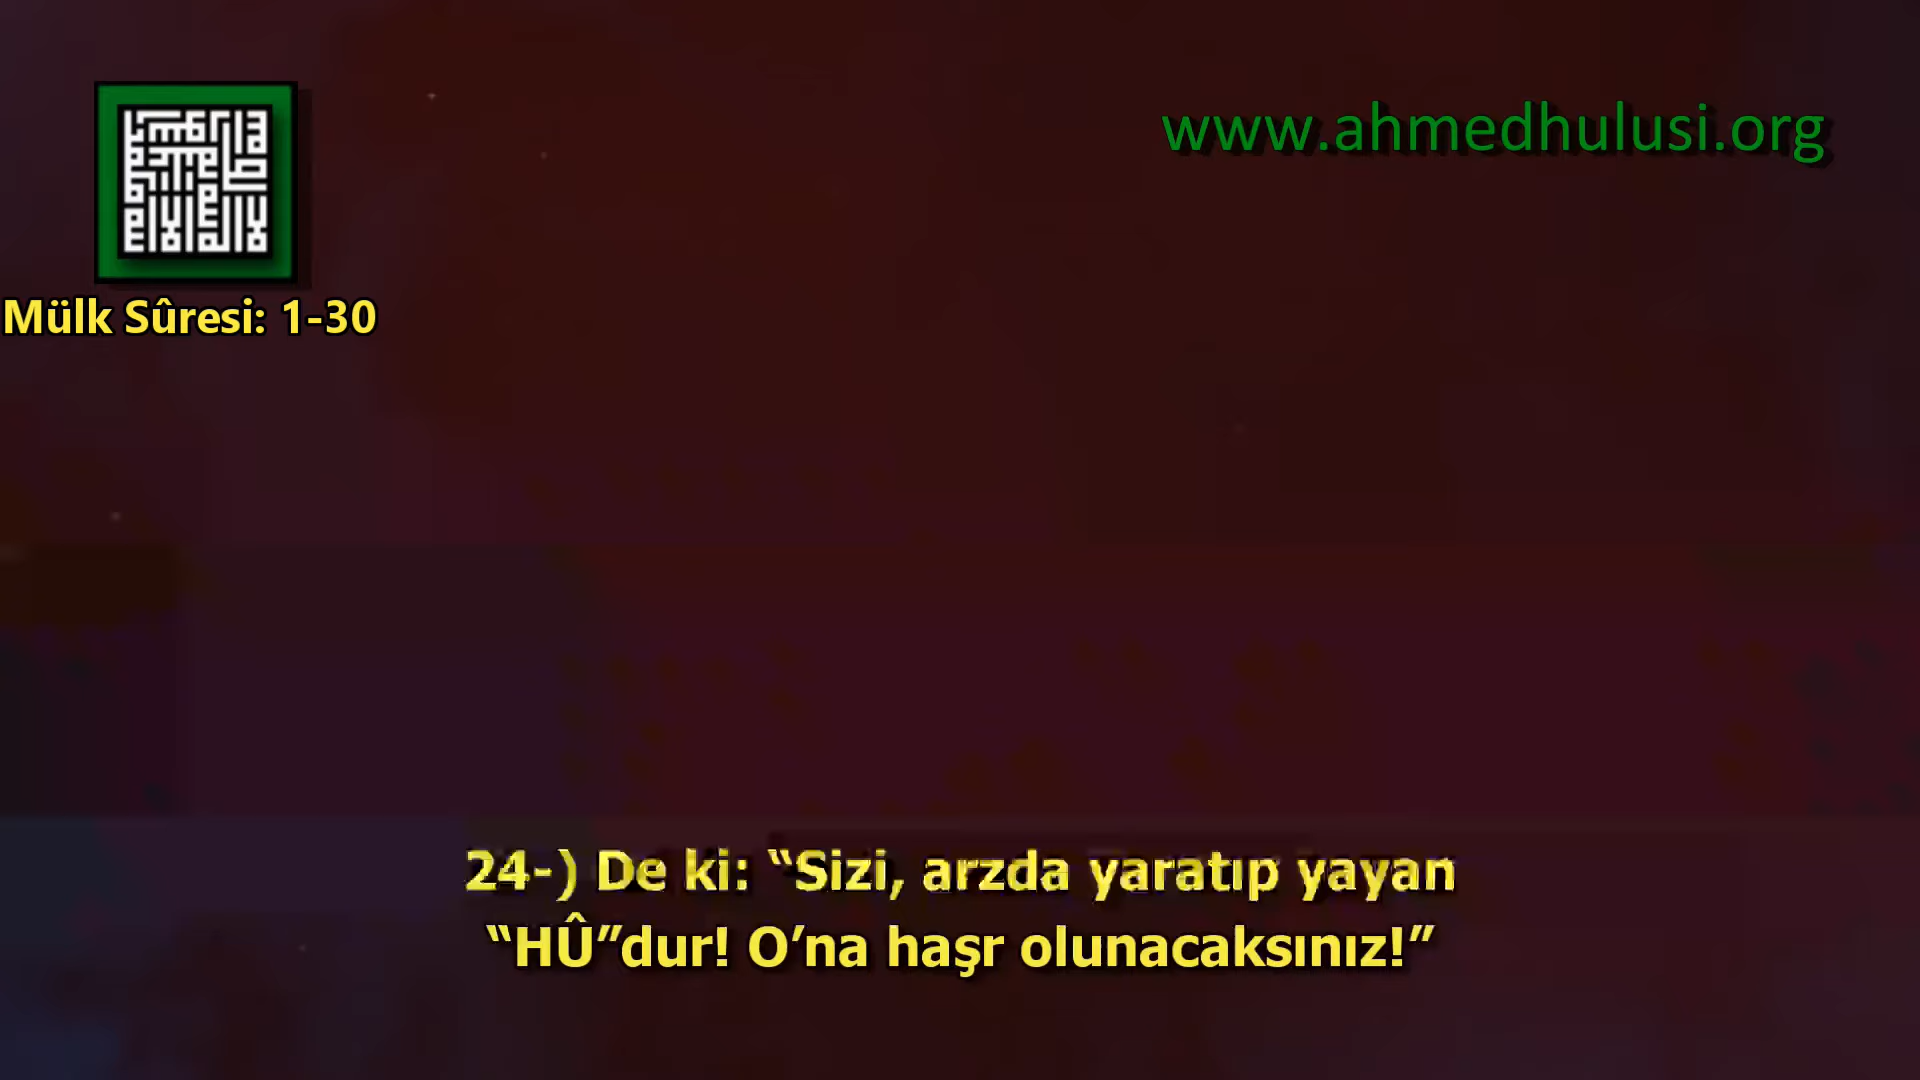 www.ahmedhulusi.org
Mülk Sûresi: 1-30
24-) De ki: “Sizi, arzda yaratıp yayan
“HÛ”dur! O’na haşr olunacaksınız!”